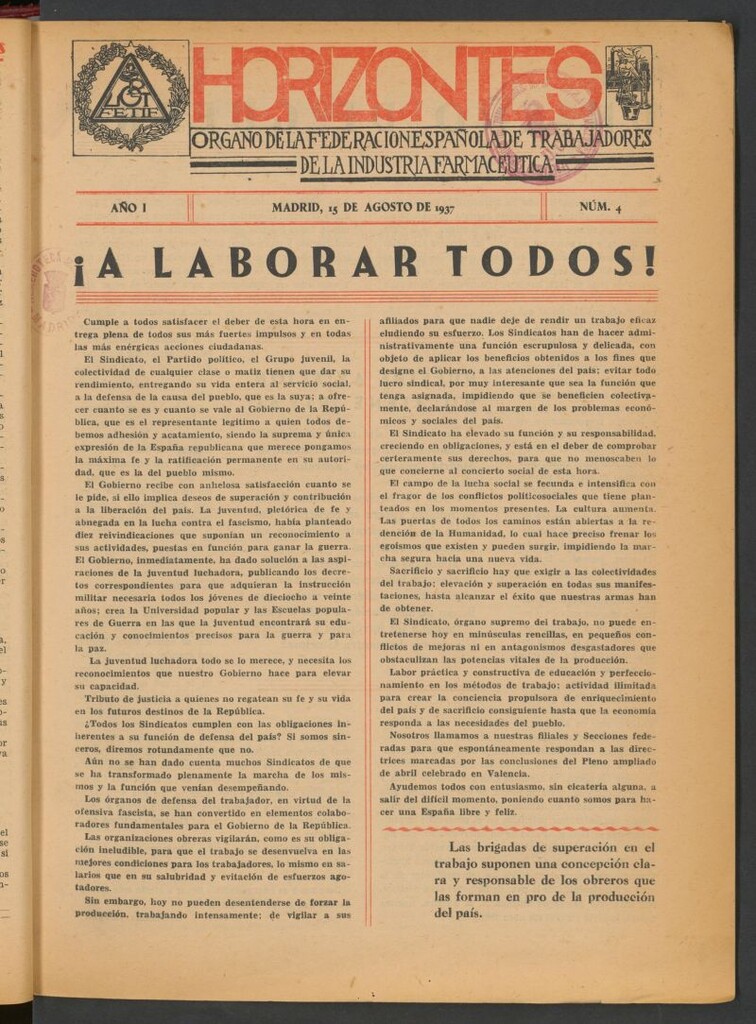 UGT
FETIF
HORIZONTES
ORGANO DE LA FEDERACION ESPAÑOLA DE TRABAJADORES
DE LA INDUSTRIA FARMACEUTICA
AÑO I
MADRID, 15 DE AGOSTO DE 1937
NÚM. 4
¡A LABORAR TODOS!
Cumple a todos satisfacer el deber de esta hora en en-
trega plena de todos sus más fuertes impulsos y en todas
las más enérgicas acciones ciudadanas.
El Sindicato, el Partido político, el Grupo juvenil, la
colectividad de cualquier clase o matiz tienen que dar su
rendimiento, entregando su vida entera al servicio social,
a la defensa de la causa del pueblo, que es la suya; a ofre-
cer cuanto se es y cuanto se vale al Gobierno de la Repú-
blica, que es el representante legítimo a quien todos de-
bemos adhesión y acatamiento, siendo la suprema y única
expresión de la España republicana que merece pongamos
la máxima fe y la ratificación permanente en su autori-
dad, que es la del pueblo mismo.
El Gobierno recibe con anhelosa satisfacción cuanto se
le pide, si ello implica deseos de superación y contribución
a la liberación del país. La juventud, pletórica de fe y
abnegada en la lucha contra el fascismo, había planteado
diez reivindicaciones que suponían un reconocimiento a
sus actividades, puestas en función para ganar la guerra.
El Gobierno, inmediatamente, ha dado solución a las aspi-
raciones de la juventud luchadora, publicando los decre-
tos correspondientes para que adquieran la instrucción
militar necesaria todos los jóvenes de dieciocho a veinte
años; crea la Universidad popular y las Escuelas popula-
res de Guerra en las que la juventud encontrará su edu-
cación y conocimientos precisos para la guerra y para
la paz.
La juventud luchadora todo se lo merece, y necesita los
reconocimientos que nuestro Gobierno hace para elevar
su capacidad.
Tributo de justicia a quienes no regatean su fe y su vida
en los futuros destinos de la República.
¿Todos los Sindicatos cumplen con las obligaciones in-
herentes a su función de defensa del país? Si somos sin-
ceros, diremos rotundamente que no.
Aún no se han dado cuenta muchos Sindicatos de que
se ha transformado plenamente la marcha de los mis-
mos y la función que venían desempeñando.
Los órganos de defensa del trabajador, en virtud de la
ofensiva fascista, se han convertido en elementos colabo-
radores fundamentales para el Gobierno de la República.
Las organizaciones obreras vigilarán, como es su obliga-
ción ineludible, para que el trabajo se desenvuelva en las
mejores condiciones para los trabajadores, lo mismo en sa-
larios que en su salubridad y evitación de esfuerzos ago-
tadores.
Sin embargo, hoy no pueden desentenderse de forzar la
producción, trabajando intensamente; de vigilar a sus
afiliados para que nadie deje de rendir un trabajo eficaz
eludiendo su esfuerzo. Los Sindicatos han de hacer admi-
nistrativamente una función escrupulosa y delicada, con
objeto de aplicar los beneficios obtenidos a los fines que
designe el Gobierno, a las atenciones del país; evitar todo
lucro sindical, por muy interesante que sea la función que
tenga asignada, impidiendo que se beneficien colectiva-
mente, declarándose al margen de los problemas econó-
micos y sociales del país.
El Sindicato ha elevado su función y su responsabilidad,
creciendo en obligaciones, y está en el deber de comprobar
certeramente sus derechos, para que no menoscaben lo
que concierne al concierto social de esta hora.
El campo de la lucha social se fecunda e intensifica con
el fragor de los conflictos politicosociales que tiene plan-
teados en los momentos presentes. La cultura aumenta.
Las puertas de todos los caminos están abiertas a la re-
dención de la Humanidad, lo cual hace preciso frenar los
egoísmos que existen y pueden surgir, impidiendo la mar-
cha segura hacia una nueva vida.
Sacrificio y sacrificio hay que exigir a las colectividades
del trabajo; elevación y superación en todas sus manifes-
taciones, hasta alcanzar el éxito que nuestras armas han
de obtener.
El Sindicato, órgano supremo del trabajo, no puede en-
tretenerse hoy en minúsculas rencillas, en pequeños con-
flictos de mejoras ni en antagonismos desgastadores que
obstaculizan las potencias vitales de la producción.
Labor práctica y constructiva de educación y perfeccio-
namiento en los métodos de trabajo; actividad ilimitada
para crear la conciencia propulsora de enriquecimiento
del país y de sacrificio consiguiente hasta que la economía
responda a las necesidades del pueblo.
Nosotros llamamos a nuestras filiales y Secciones fede-
radas para que espontáneamente respondan a las direc-
trices marcadas por las conclusiones del Pleno ampliado
de abril celebrado en Valencia.
Ayudemos todos con entusiasmo, sin cicatería alguna, a
salir del difícil momento, poniendo cuanto somos para ha-
cer una España libre y feliz.
Las brigadas de superación en el
trabajo suponen una concepción cla-
ra y responsable de los obreros que
las forman en pro de la producción
del país.